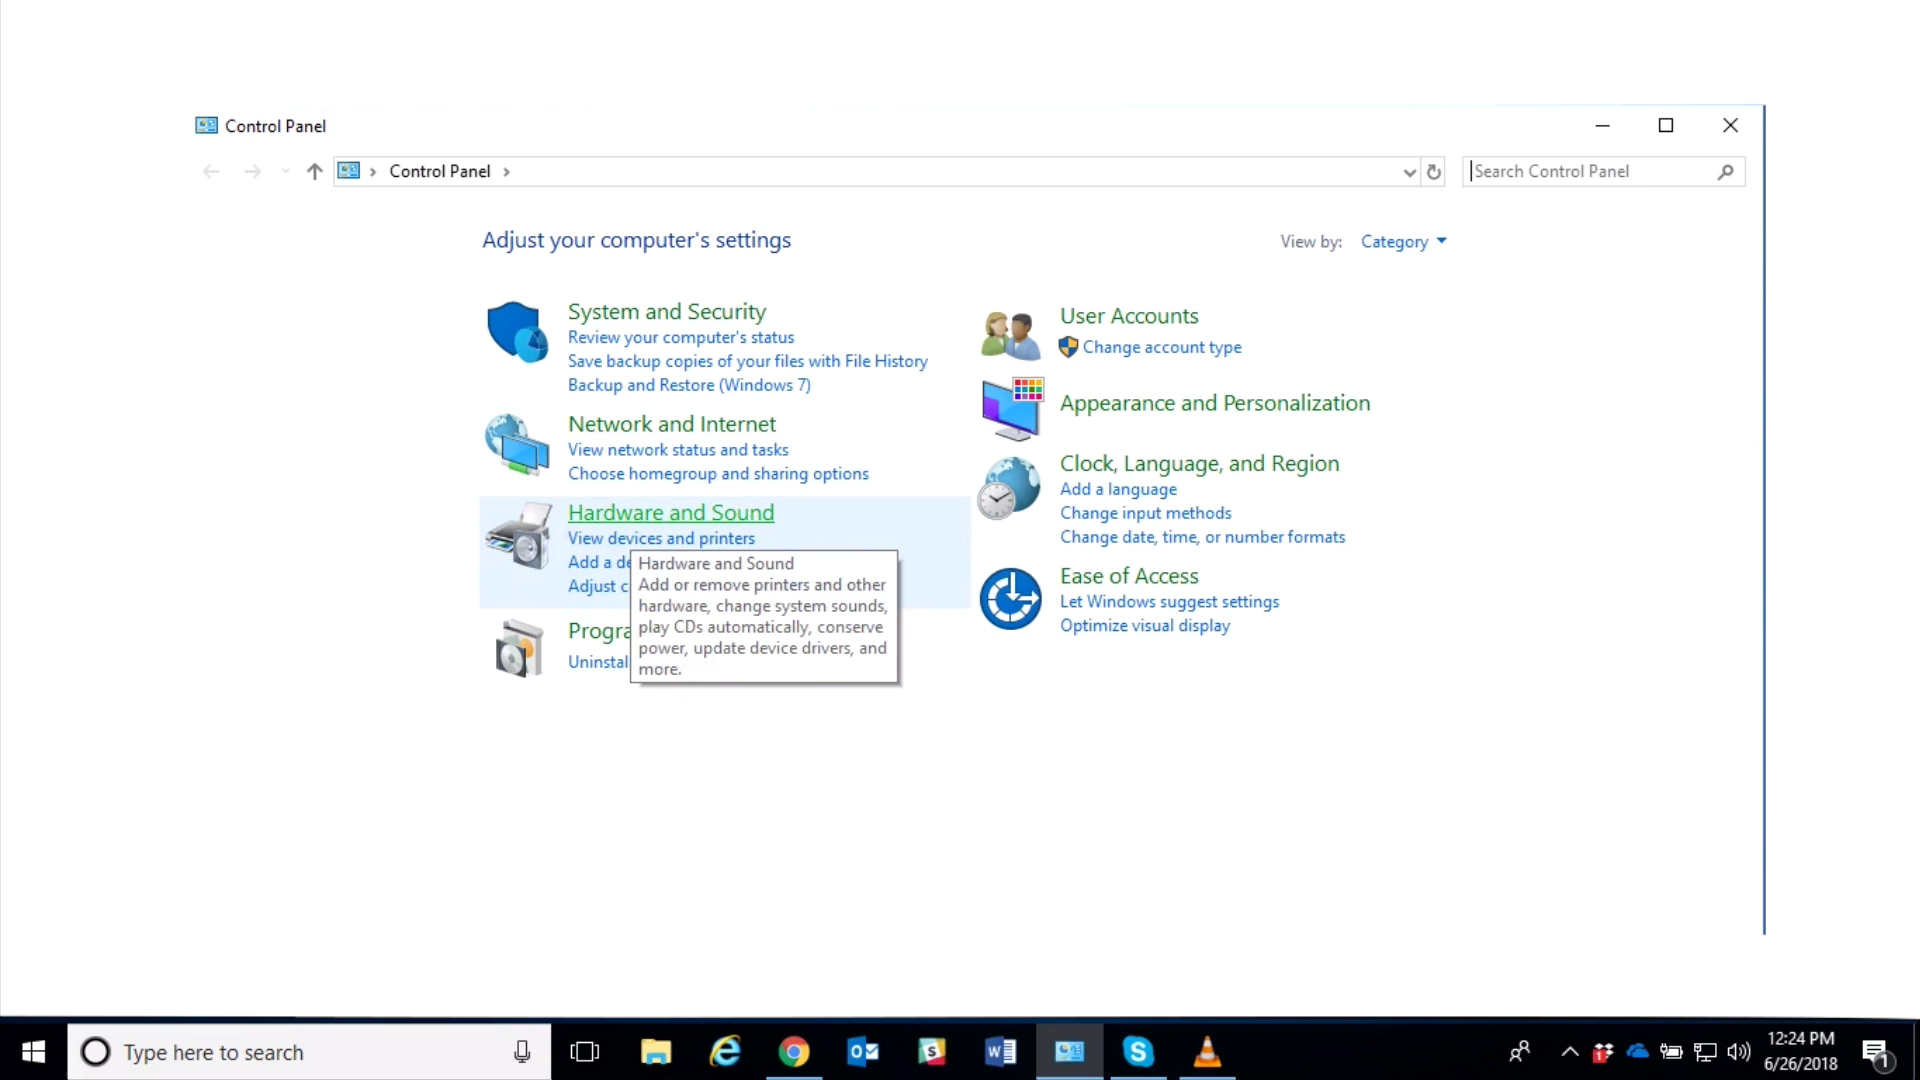 Control Panel
Control Panel
Search Control Panel
Adjust your computer's settings
View by: Category
System and Security
Review your computer's status
Save backup copies of your files with File History
Backup and Restore (Windows 7)
Network and Internet
View network status and tasks
Choose homegroup and sharing options
Hardware and Sound
View devices and printers
Add a de
Adjust c
Hardware and Sound
Add or remove printers and other
hardware, change system sounds,
play CDs automatically, conserve
power, update device drivers, and
more.
Progra
Uninstal
User Accounts
Change account type
Appearance and Personalization
Clock, Language, and Region
Add a language
Change input methods
Change date, time, or number formats
Ease of Access
Let Windows suggest settings
Optimize visual display
Type here to search
12:24 PM
6/26/2018
1